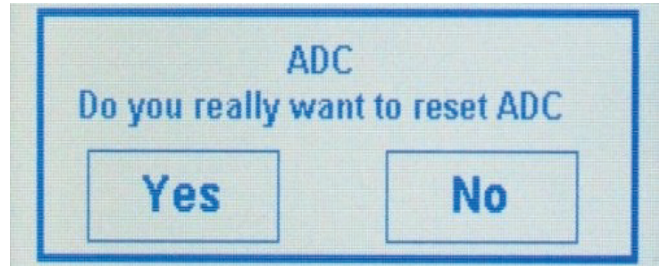 ADC
Do you really want to reset ADC
Yes
No